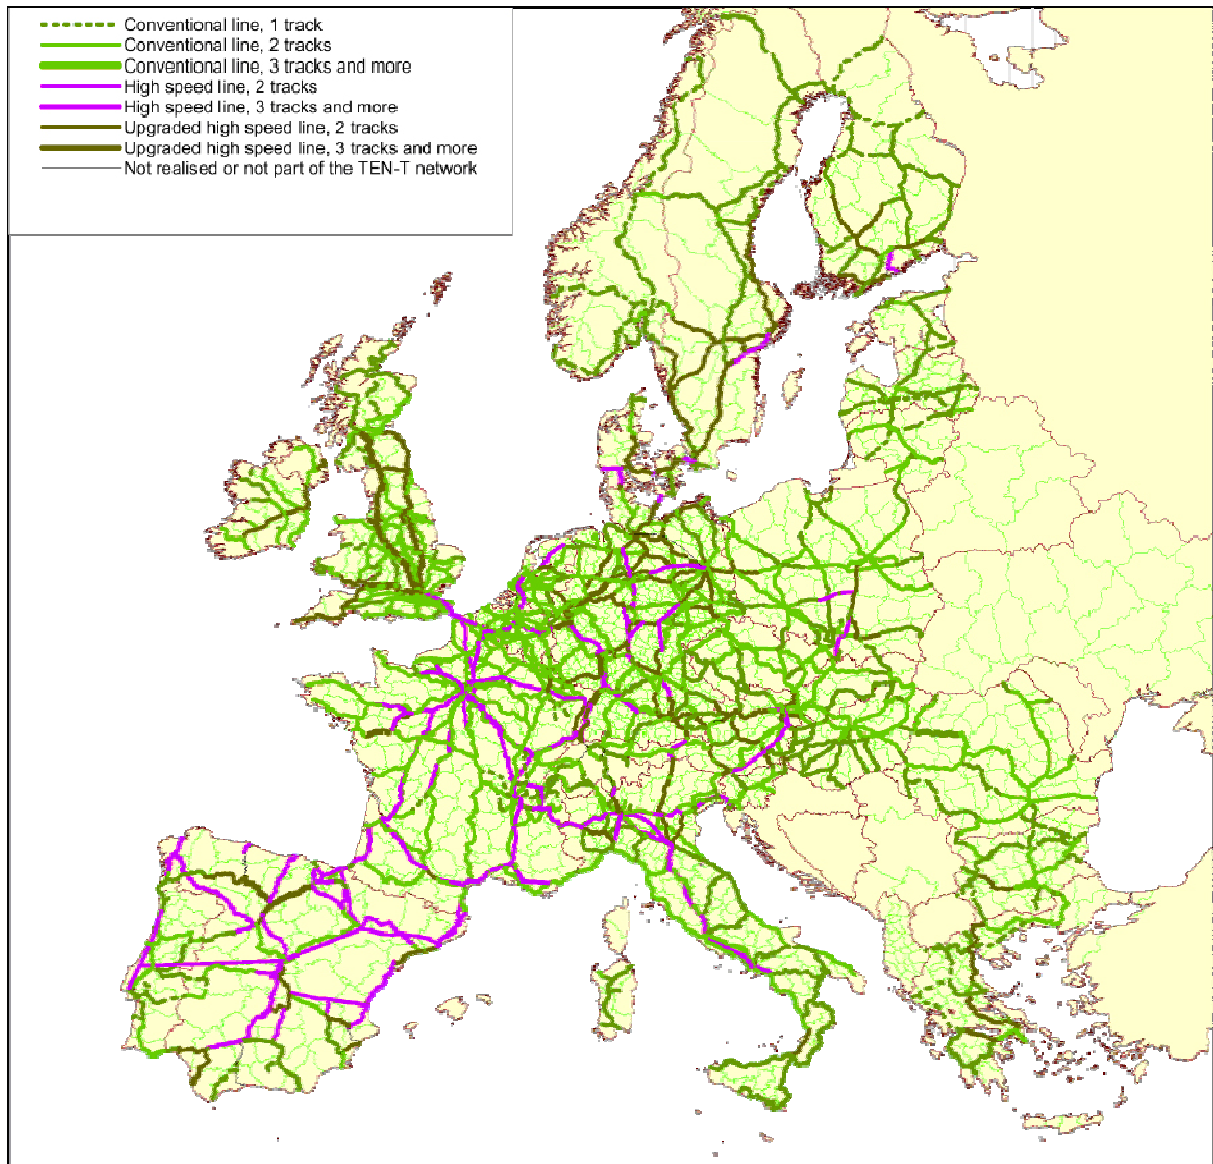 Conventional line, 1 track
Conventional line, 2 tracks
Conventional line, 3 tracks and more
High speed line, 2 tracks
High speed line, 3 tracks and more
Upgraded high speed line, 2 tracks
Upgraded high speed line, 3 tracks and more
Not realised or not part of the TEN-T network